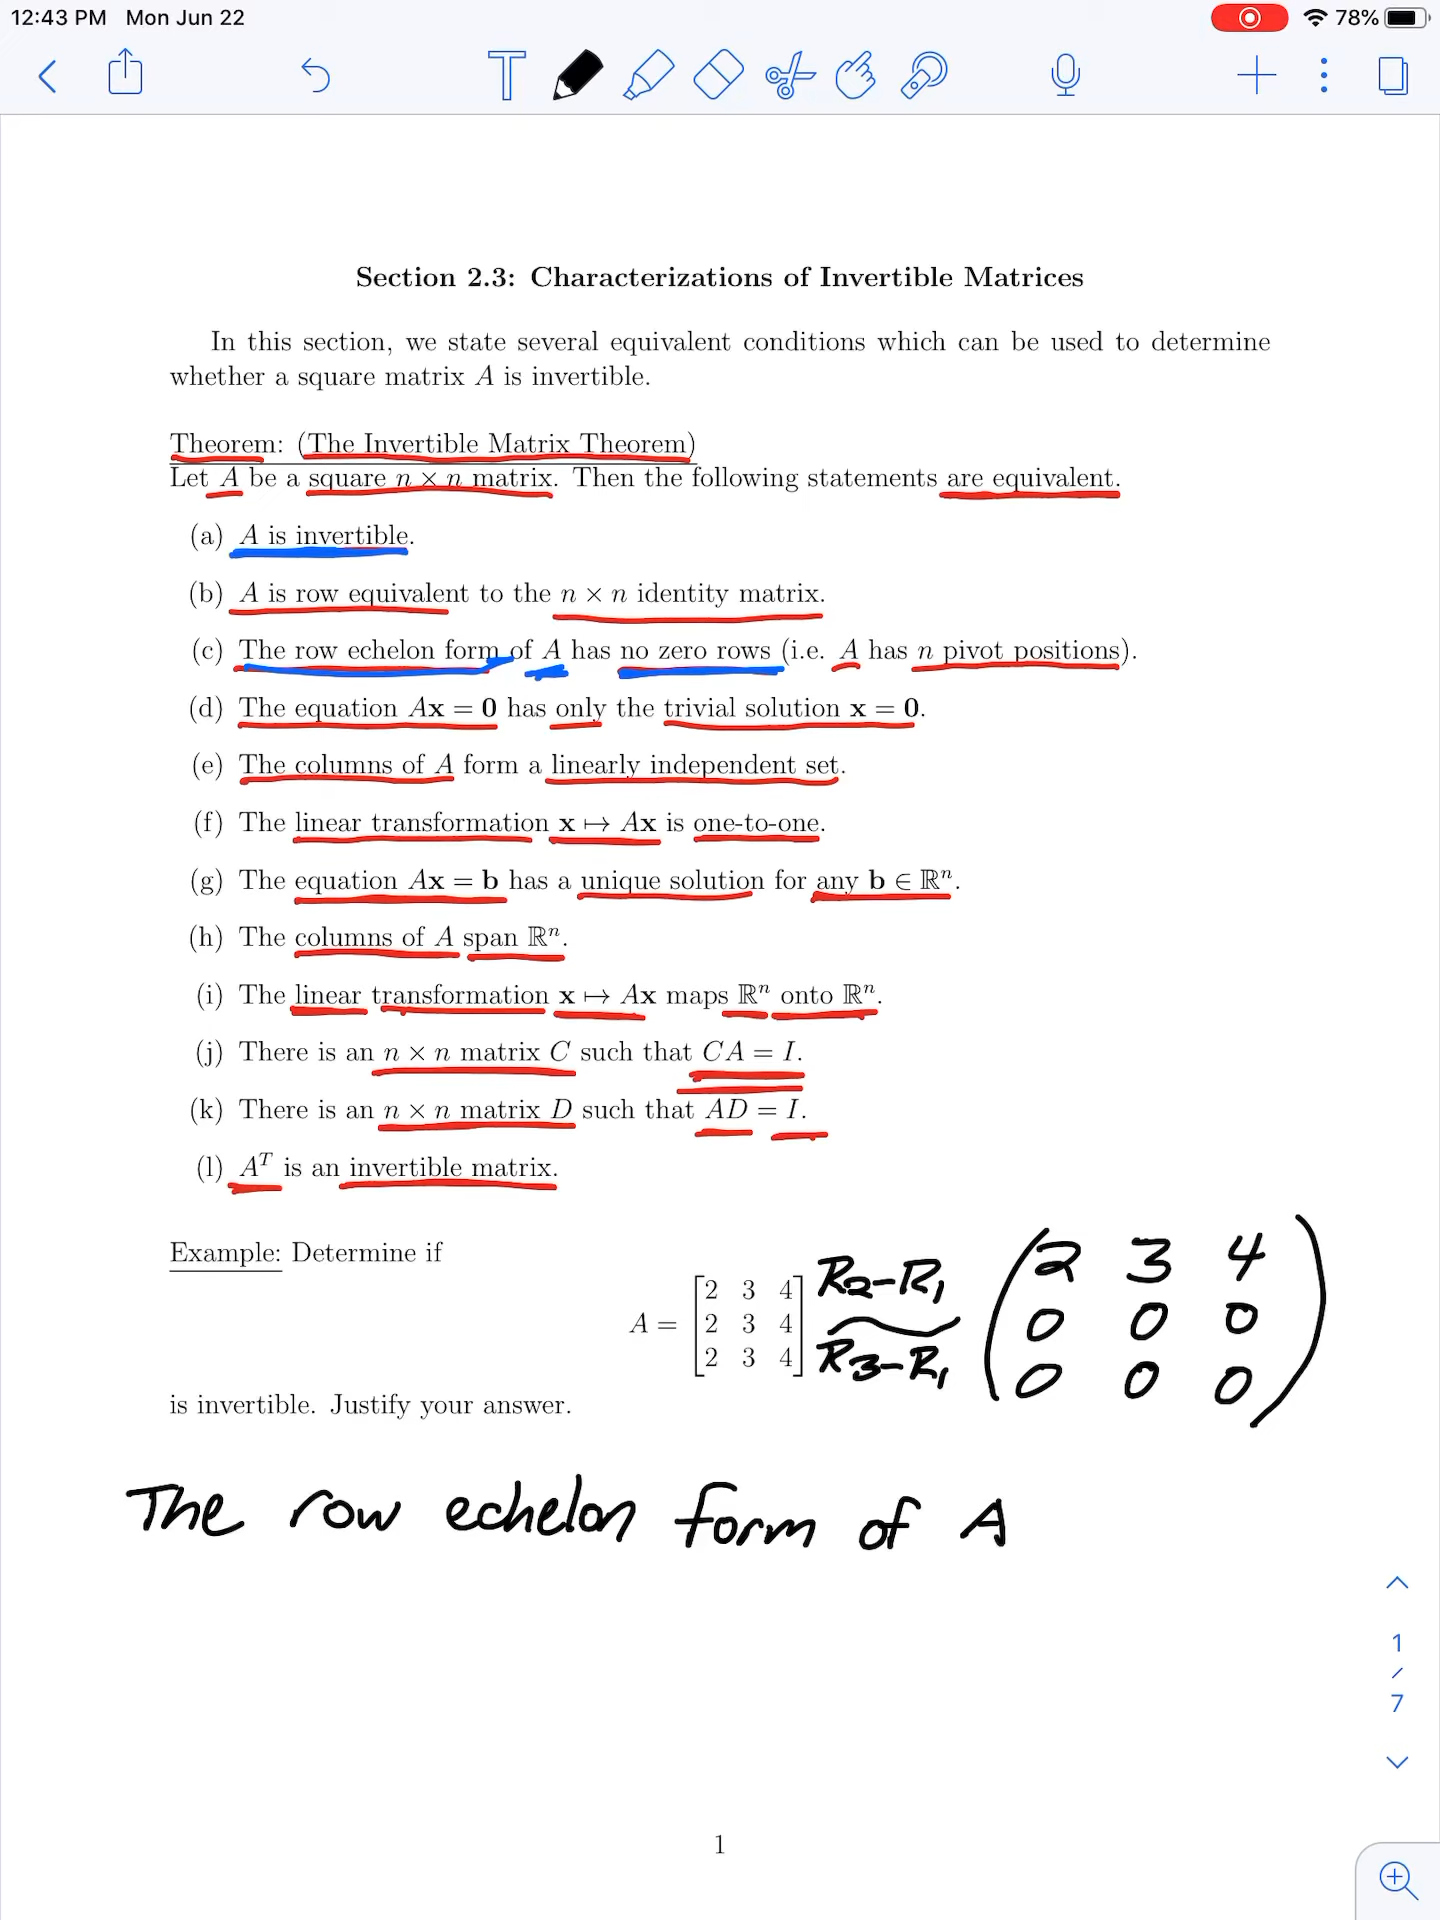 12:43 PM Mon Jun 22
78%
Section 2.3: Characterizations of Invertible Matrices
In this section, we state several equivalent conditions which can be used to determine
whether a square matrix A is invertible.
Theorem: (The Invertible Matrix Theorem)
Let A be a square n × n matrix. Then the following statements are equivalent.
(a) A is invertible.
(b) A is row equivalent to the n × n identity matrix.
(c) The row echelon form of A has no zero rows (i.e. A has n pivot positions).
(d) The equation Ax = 0 has only the trivial solution x = 0.
(e) The columns of A form a linearly independent set.
(f) The linear transformation x ↦ Ax is one-to-one.
(g) The equation Ax = b has a unique solution for any b ∈ ℝⁿ.
(h) The columns of A span ℝⁿ.
(i) The linear transformation x ↦ Ax maps ℝⁿ onto ℝⁿ.
(j) There is an n × n matrix C such that CA = I.
(k) There is an n × n matrix D such that AD = I.
(l) Aᵀ is an invertible matrix.
Example: Determine if
A = [2 3 4] R₂-R₁ (2 3 4)
[2 3 4] (0 0 0)
[2 3 4] R₃-R₁ (0 0 0)
is invertible. Justify your answer.
The row echelon form of A
1
/
7
1